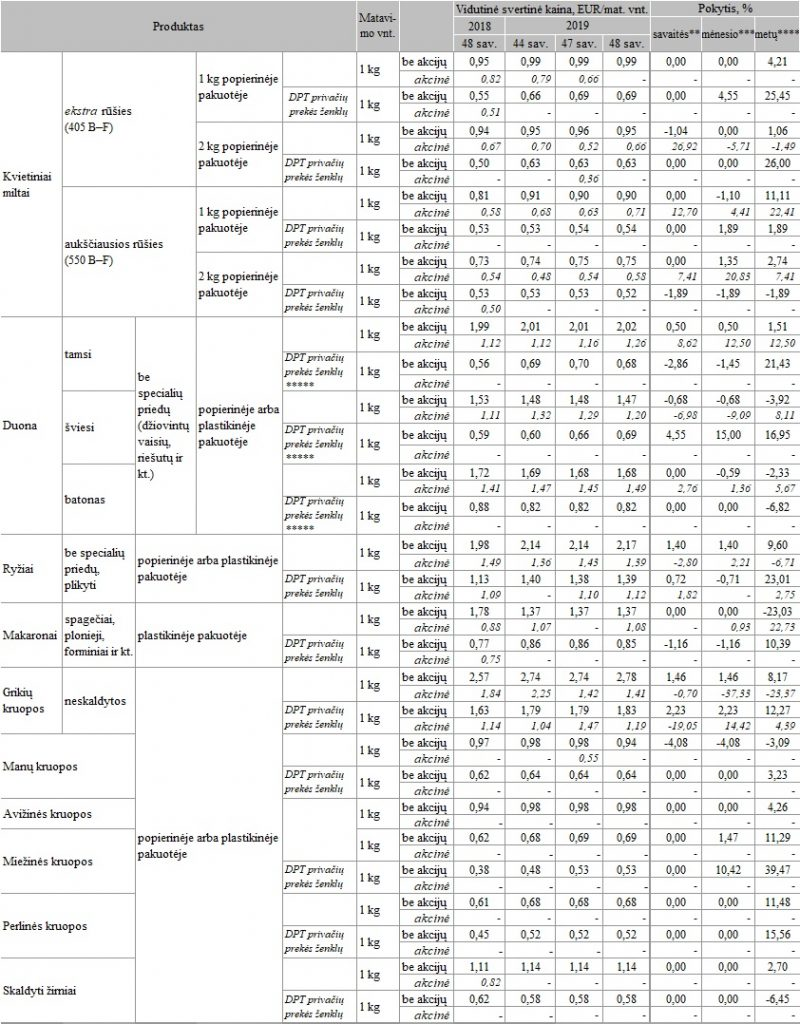 Produktas Matavi- Vidutinė svertinė kaina, EUR/mat. vnt. Pokytis, %
mo vnt. 2018 2019 savaitės** mėnesio*** metų****
48 sav. 44 sav. 47 sav. 48 sav.
Kvietiniai miltai
ekstra rūšies (405 B–F)
1 kg popierinėje pakuotėje 1 kg be akcijų 0,95 0,99 0,99 0,99 0,00 0,00 4,21
akcinė 0,82 0,79 0,66 - - - -
DPT privačių prekės ženklų 1 kg be akcijų 0,55 0,66 0,69 0,69 0,00 4,55 25,45
akcinė 0,51 - - - - - -
2 kg popierinėje pakuotėje 1 kg be akcijų 0,94 0,95 0,96 0,95 -1,04 0,00 1,06
akcinė 0,67 0,70 0,52 0,66 26,92 -5,71 -1,49
DPT privačių prekės ženklų 1 kg be akcijų 0,50 0,63 0,63 0,63 0,00 0,00 26,00
akcinė - - 0,36 - - - -
aukščiausios rūšies (550 B–F)
1 kg popierinėje pakuotėje 1 kg be akcijų 0,81 0,91 0,90 0,90 0,00 -1,10 11,11
akcinė 0,58 0,68 0,63 0,71 12,70 4,41 22,41
DPT privačių prekės ženklų 1 kg be akcijų 0,53 0,53 0,54 0,54 0,00 1,89 1,89
akcinė - - - - - - -
2 kg popierinėje pakuotėje 1 kg be akcijų 0,73 0,74 0,75 0,75 0,00 1,35 2,74
akcinė 0,54 0,48 0,54 0,58 7,41 20,83 7,41
DPT privačių prekės ženklų 1 kg be akcijų 0,53 0,53 0,53 0,52 -1,89 -1,89 -1,89
akcinė 0,50 - - - - - -
Duona
be specialių priedų (džiovintų vaisių, riešutų ir kt.)
popierinėje arba plastikinėje pakuotėje
tamsi 1 kg be akcijų 1,99 2,01 2,01 2,02 0,50 0,50 1,51
akcinė 1,12 1,12 1,16 1,26 8,62 12,50 12,50
DPT privačių prekės ženklų ***** 1 kg be akcijų 0,56 0,69 0,70 0,68 -2,86 -1,45 21,43
akcinė - - - - - - -
šviesi 1 kg be akcijų 1,53 1,48 1,48 1,47 -0,68 -0,68 -3,92
akcinė 1,11 1,32 1,29 1,20 -6,98 -9,09 8,11
DPT privačių prekės ženklų ***** 1 kg be akcijų 0,59 0,60 0,66 0,69 4,55 15,00 16,95
akcinė - - - - - - -
batonas 1 kg be akcijų 1,72 1,69 1,68 1,68 0,00 -0,59 -2,33
akcinė 1,41 1,47 1,45 1,49 2,76 1,36 5,67
DPT privačių prekės ženklų ***** 1 kg be akcijų 0,88 0,82 0,82 0,82 0,00 0,00 -6,82
akcinė - - - - - - -
Ryžiai
be specialių priedų, plikyti
popierinėje arba plastikinėje pakuotėje
1 kg be akcijų 1,98 2,14 2,14 2,17 1,40 1,40 9,60
akcinė 1,49 1,36 1,43 1,39 -2,80 2,21 -6,71
DPT privačių prekės ženklų 1 kg be akcijų 1,13 1,40 1,38 1,39 0,72 -0,71 23,01
akcinė 1,09 - 1,10 1,12 1,82 - 2,75
Makaronai
spagečiai, plonieji, forminiai ir kt.
plastikinėje pakuotėje
1 kg be akcijų 1,78 1,37 1,37 1,37 0,00 0,00 -23,03
akcinė 0,88 1,07 - 1,08 - 0,93 22,73
DPT privačių prekės ženklų 1 kg be akcijų 0,77 0,86 0,86 0,85 -1,16 -1,16 10,39
akcinė 0,75 - - - - - -
popierinėje arba plastikinėje pakuotėje
Grikių kruopos
neskaldytos
1 kg be akcijų 2,57 2,74 2,74 2,78 1,46 1,46 8,17
akcinė 1,84 2,25 1,42 1,41 -0,70 -37,33 -23,37
DPT privačių prekės ženklų 1 kg be akcijų 1,63 1,79 1,79 1,83 2,23 2,23 12,27
akcinė 1,14 1,04 1,47 1,19 -19,05 14,42 4,39
Manų kruopos 1 kg be akcijų 0,97 0,98 0,98 0,94 -4,08 -4,08 -3,09
akcinė - - 0,55 - - - -
DPT privačių prekės ženklų 1 kg be akcijų 0,62 0,64 0,64 0,64 0,00 0,00 3,23
akcinė - - - - - - -
Avižinės kruopos 1 kg be akcijų 0,94 0,98 0,98 0,98 0,00 0,00 4,26
akcinė - - - - - - -
Miežinės kruopos 1 kg be akcijų 0,62 0,68 0,69 0,69 0,00 1,47 11,29
akcinė - - - - - - -
DPT privačių prekės ženklų 1 kg be akcijų 0,38 0,48 0,53 0,53 0,00 10,42 39,47
akcinė - - - - - - -
Perlinės kruopos 1 kg be akcijų 0,61 0,68 0,68 0,68 0,00 0,00 11,48
akcinė - - - - - - -
DPT privačių prekės ženklų 1 kg be akcijų 0,45 0,52 0,52 0,52 0,00 0,00 15,56
akcinė - - - - - - -
Skaldyti žirniai 1 kg be akcijų 1,11 1,14 1,14 1,14 0,00 0,00 2,70
akcinė 0,82 - - - - - -
DPT privačių prekės ženklų 1 kg be akcijų 0,62 0,58 0,58 0,58 0,00 0,00 -6,45
akcinė - - - - - - -